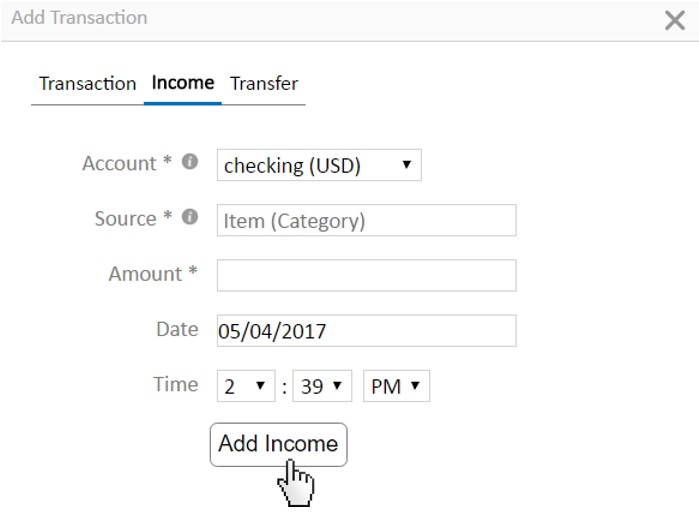 Add Transaction
Transaction Income Transfer
Account * checking (USD)
Source * Item (Category)
Amount *
Date 05/04/2017
Time 2 : 39 PM
Add Income